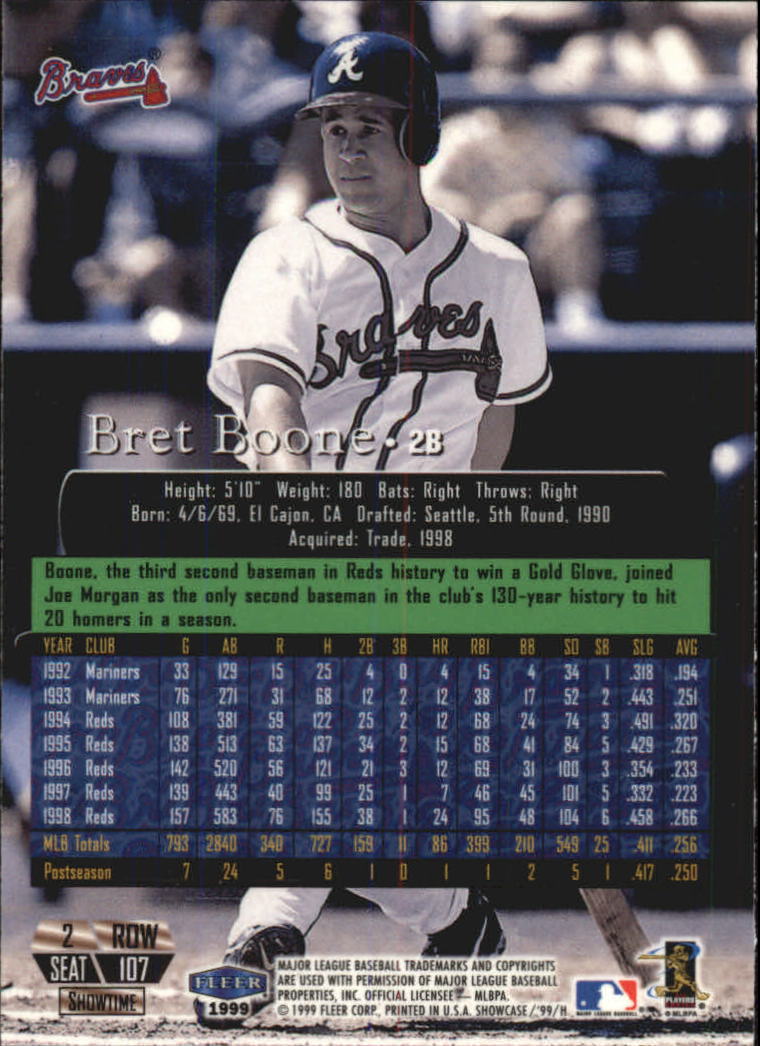 Braves®
A
Braves
Bret Boone · 2B
Height: 5'10" Weight: 180 Bats: Right Throws: Right
Born: 4/6/69, El Cajon, CA Drafted: Seattle, 5th Round, 1990
Acquired: Trade, 1998
Boone, the third second baseman in Reds history to win a Gold Glove, joined
Joe Morgan as the only second baseman in the club's 130-year history to hit
20 homers in a season.
YEAR CLUB G AB R H 2B 3B HR RBI BB SO SB SLG AVG
1992 Mariners 33 129 15 25 4 0 4 15 4 34 1 .318 .194
1993 Mariners 76 271 31 68 12 2 12 38 17 52 2 .443 .251
1994 Reds 108 381 59 122 25 2 12 68 24 74 3 .491 .320
1995 Reds 138 513 63 137 34 2 15 68 41 84 5 .429 .267
1996 Reds 142 520 56 121 21 3 12 69 31 100 3 .354 .233
1997 Reds 139 443 40 99 25 1 7 46 45 101 5 .332 .223
1998 Reds 157 583 76 155 38 1 24 95 48 104 6 .458 .266
MLB Totals 793 2840 340 727 159 11 86 399 210 549 25 .411 .256
Postseason 7 24 5 6 1 0 1 1 2 5 1 .417 .250
2 ROW
SEAT 107
SHOWTIME
FLEER
1999
MAJOR LEAGUE BASEBALL TRADEMARKS AND COPYRIGHTS
ARE USED WITH PERMISSION OF MAJOR LEAGUE BASEBALL
PROPERTIES, INC. OFFICIAL LICENSEE — MLBPA.
© 1999 FLEER CORP., PRINTED IN U.S.A. SHOWCASE /'99/H
MAJOR LEAGUE BASEBALL
PLAYERS
© MLBPA